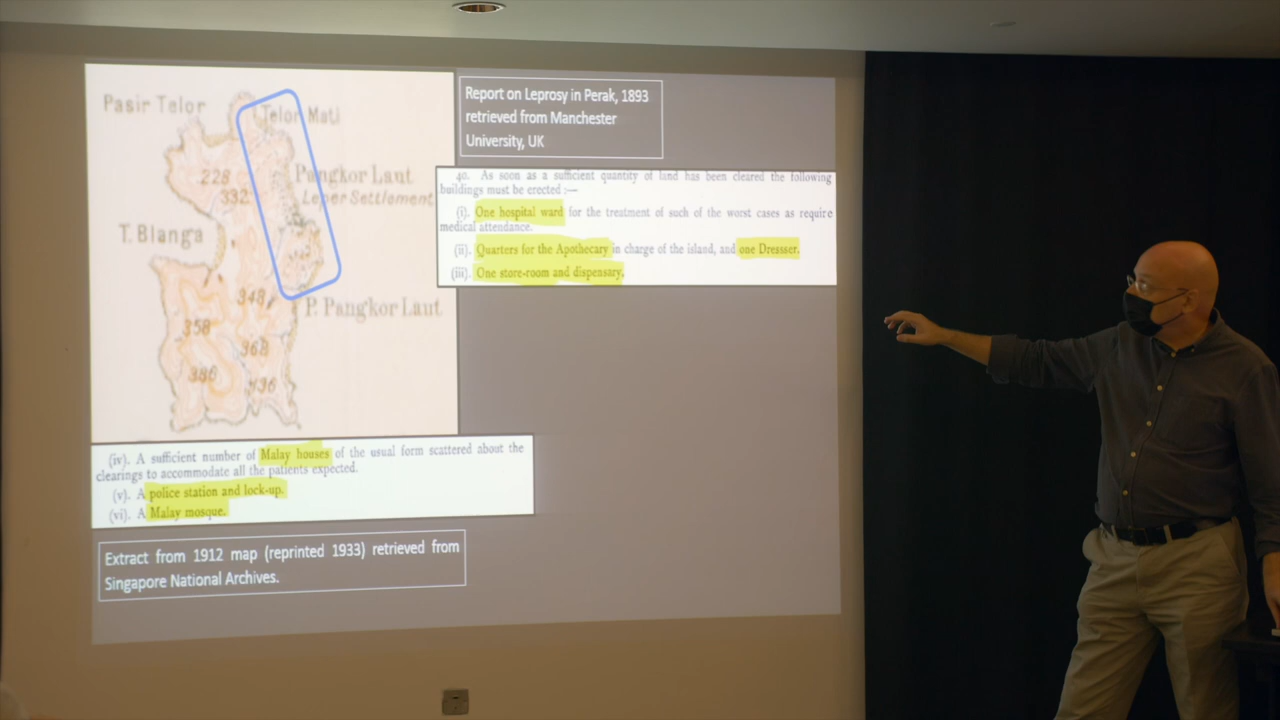 Pasir Telor
Telor Mati
228
332
Pangkor Laut
Leper Settlement
T. Blanga
348
P. Pangkor Laut
358
368
386
436
Report on Leprosy in Perak, 1893
retrieved from Manchester
University, UK
40. As soon as a sufficient quantity of land has been cleared the following
buildings must be erected :—
(i). One hospital ward for the treatment of such of the worst cases as require
medical attendance.
(ii). Quarters for the Apothecary in charge of the island, and one Dressser.
(iii). One store-room and dispensary.
(iv). A sufficient number of Malay houses of the usual form scattered about the
clearings to accommodate all the patients expected.
(v). A police station and lock-up.
(vi). A Malay mosque.
Extract from 1912 map (reprinted 1933) retrieved from
Singapore National Archives.